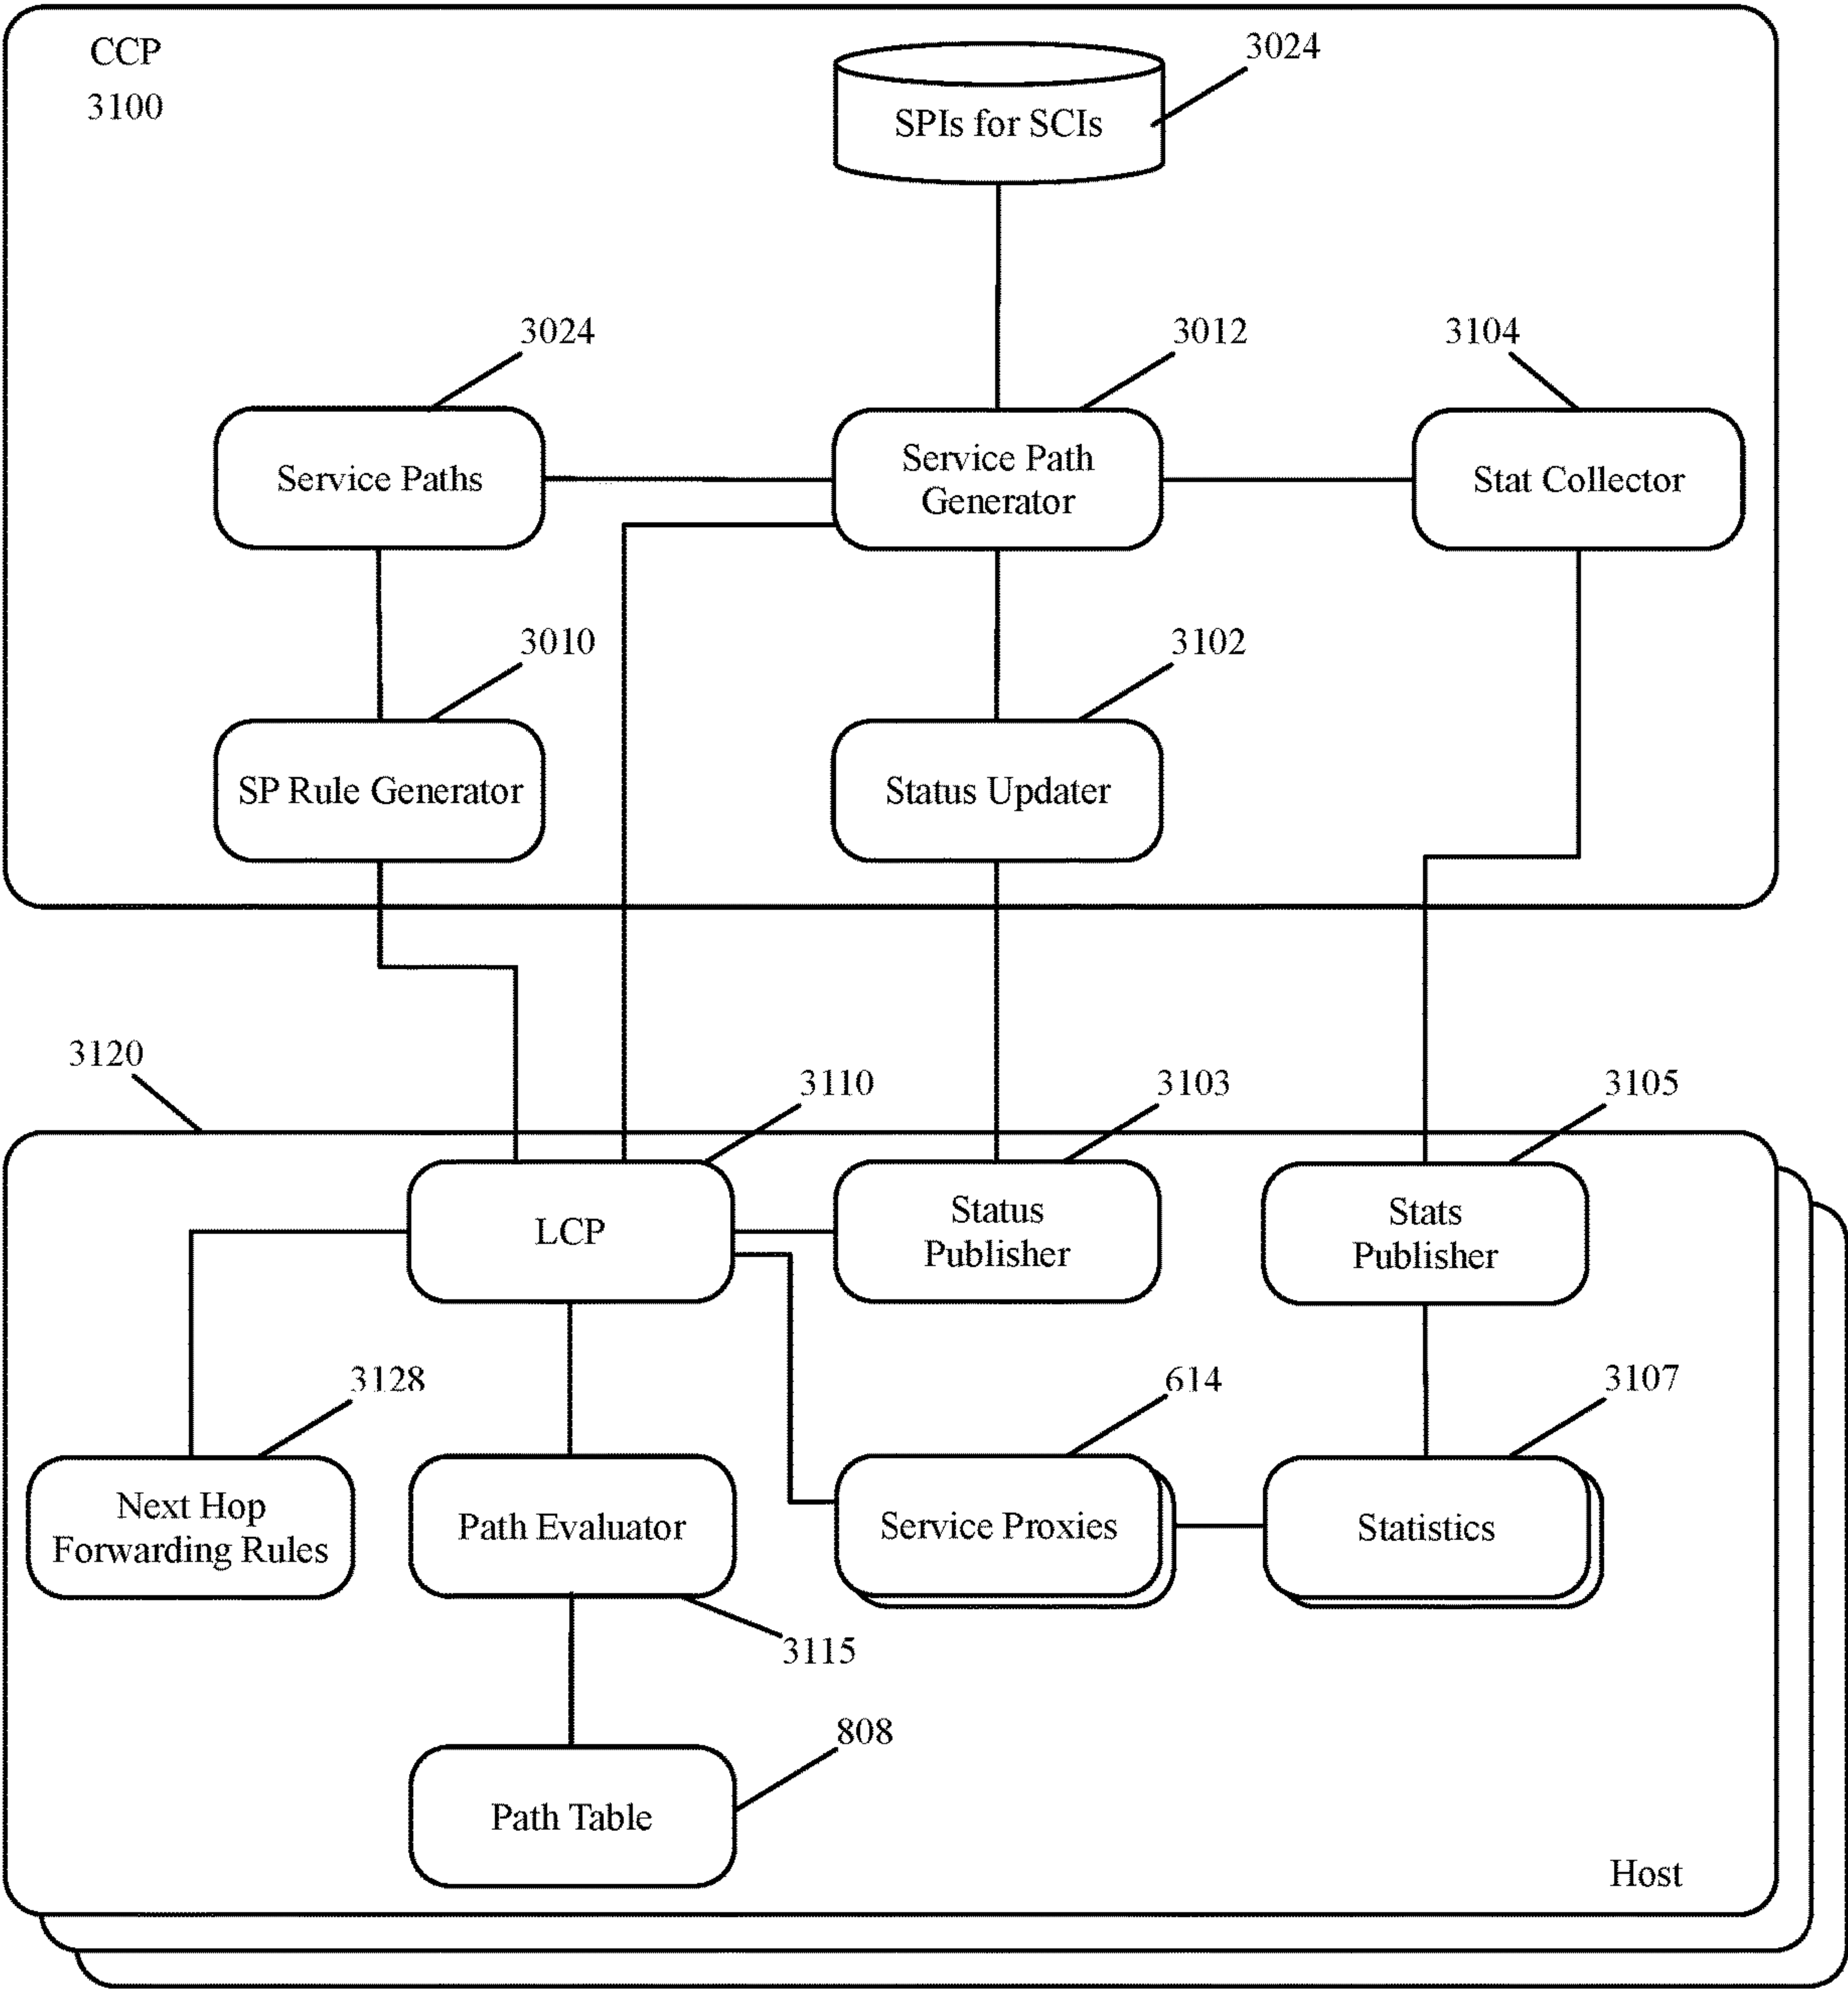 CCP
3100
3024
SPIs for SCIs
3024
3012
3104
Service Paths
Service Path
Generator
Stat Collector
3010
3102
SP Rule Generator
Status Updater
3120
3110
3103
3105
LCP
Status
Publisher
Stats
Publisher
3128
614
3107
Next Hop
Forwarding Rules
Path Evaluator
Service Proxies
Statistics
3115
808
Path Table
Host